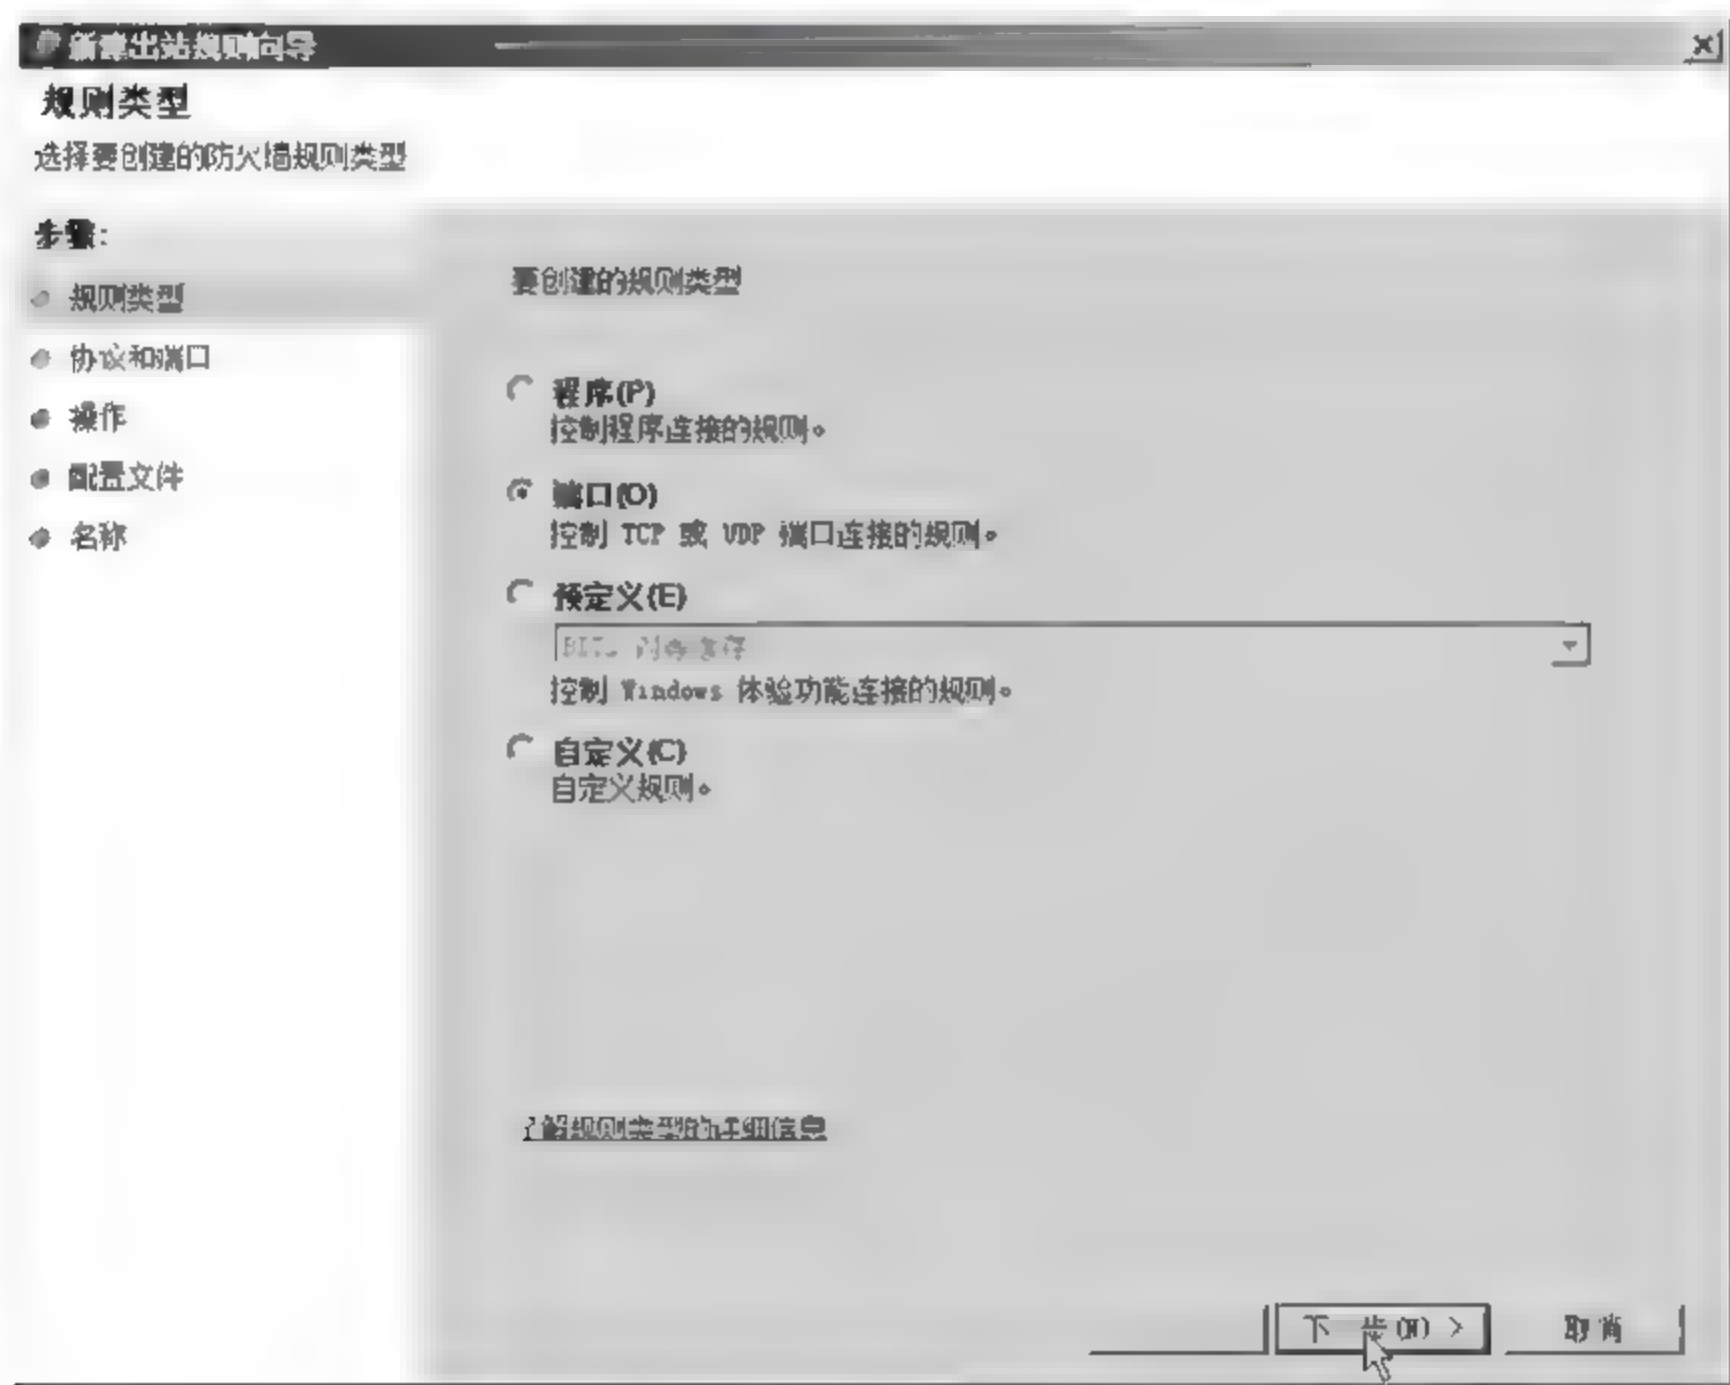 新建出站规则向导
规则类型
选择要创建的防火墙规则类型
步骤:
规则类型
协议和端口
操作
配置文件
名称
要创建的规则类型
程序(P)
控制程序连接的规则。
端口(O)
控制 TCP 或 UDP 端口连接的规则。
预定义(E)
控制 Windows 体验功能连接的规则。
自定义(C)
自定义规则。
了解规则类型的详细信息
下一步(N) >
取消